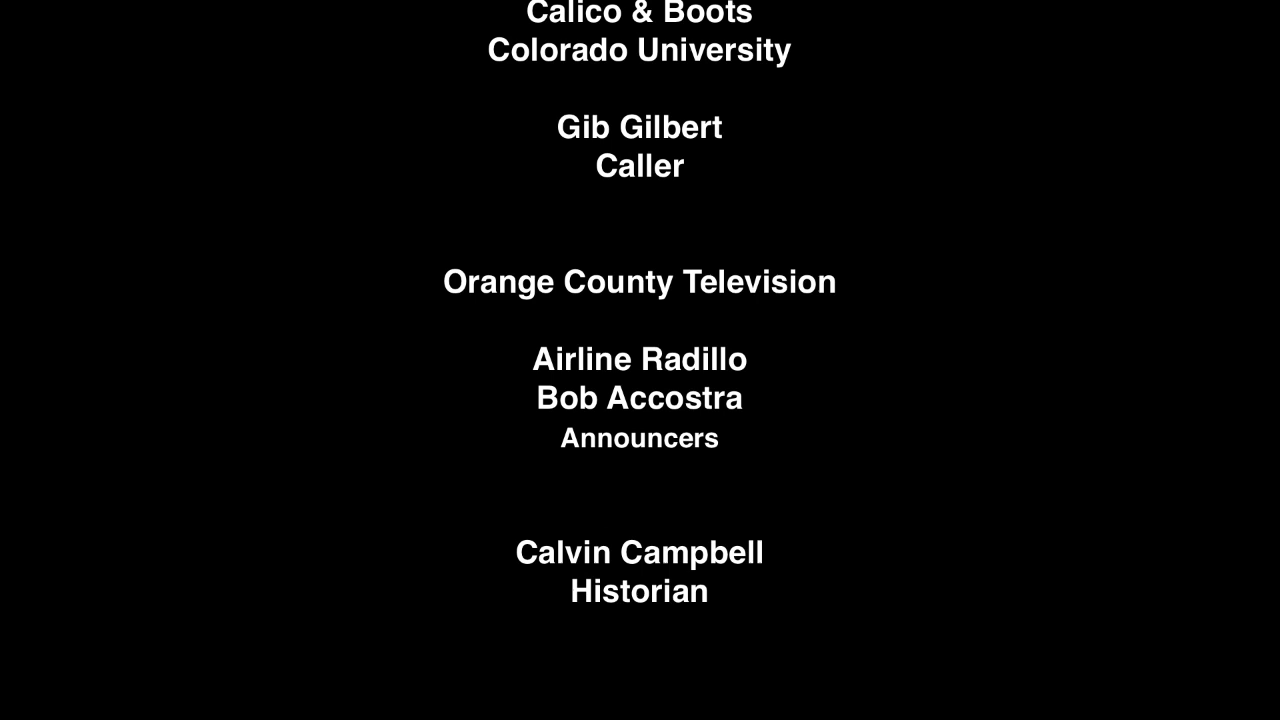 Calico & Boots
Colorado University
Gib Gilbert
Caller
Orange County Television
Airline Radillo
Bob Accostra
Announcers
Calvin Campbell
Historian